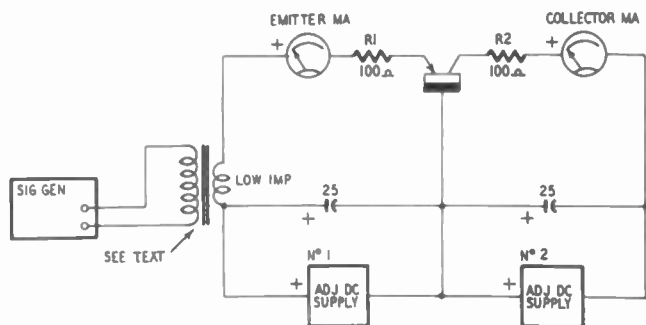 EMITTER MA
COLLECTOR MA
+
R1
100Ω
R2
100Ω
+
SIG GEN
LOW IMP
25
+
25
+
SEE TEXT
Nº 1
+
ADJ DC
SUPPLY
Nº 2
+
ADJ DC
SUPPLY